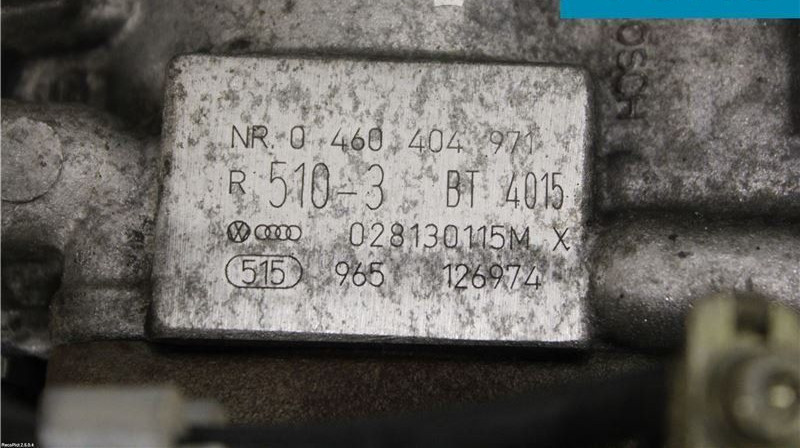 BOSCH
NR. 0 460 404 971
R 510-3 BT 4015
028130115M X
515 965 126974